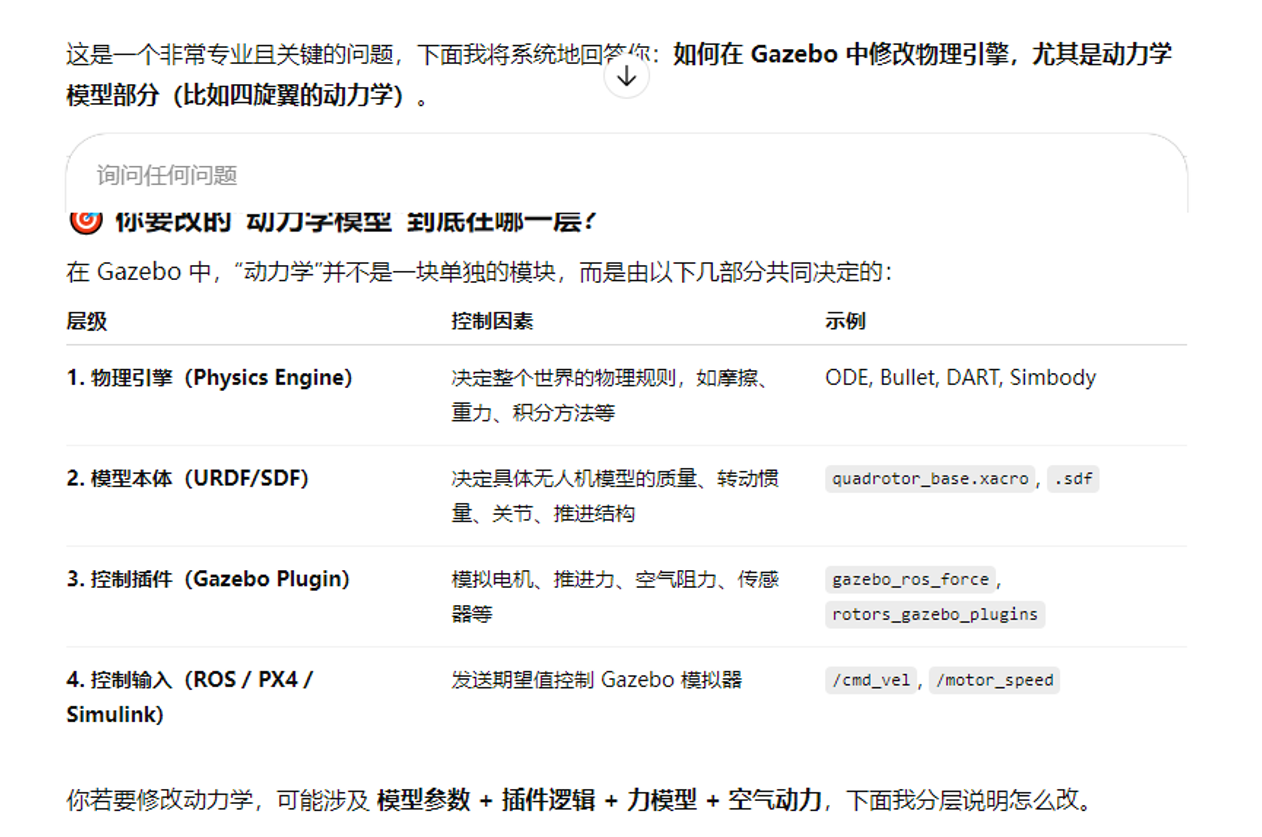 这是一个非常专业且关键的问题，下面我将系统地回答你：如何在 Gazebo 中修改物理引擎，尤其是动力学
模型部分（比如四旋翼的动力学）。
询问任何问题
🎯 你要改的“动力学模型”到底在哪一层？
在 Gazebo 中，“动力学”并不是一块单独的模块，而是由以下几部分共同决定的：
层级 控制因素 示例
1. 物理引擎（Physics Engine） 决定整个世界的物理规则，如摩擦、 ODE, Bullet, DART, Simbody
重力、积分方法等
2. 模型本体（URDF/SDF） 决定具体无人机模型的质量、转动惯 quadrotor_base.xacro, .sdf
量、关节、推进结构
3. 控制插件（Gazebo Plugin） 模拟电机、推进力、空气阻力、传感 gazebo_ros_force,
器等 rotors_gazebo_plugins
4. 控制输入（ROS / PX4 / 发送期望值控制 Gazebo 模拟器 /cmd_vel, /motor_speed
Simulink)
你若要修改动力学，可能涉及 模型参数 + 插件逻辑 + 力模型 + 空气动力，下面我分层说明怎么改。